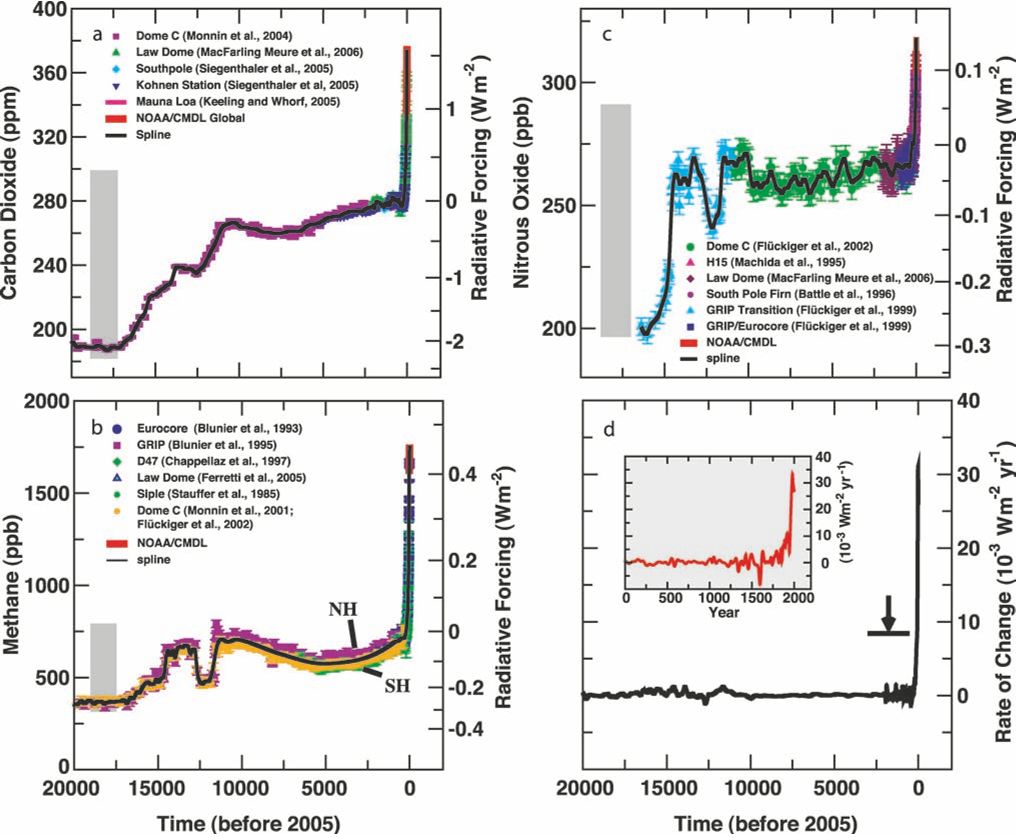 a
Dome C (Monnin et al., 2004)
Law Dome (MacFarling Meure et al., 2006)
Southpole (Siegenthaler et al., 2005)
Kohnen Station (Siegenthaler et al, 2005)
Mauna Loa (Keeling and Whorf, 2005)
NOAA/CMDL Global
Spline
400
360
320
280
240
200
Carbon Dioxide (ppm)
1
0
-1
-2
Radiative Forcing (Wm-2)
c
300
250
200
Nitrous Oxide (ppb)
0.1
0
-0.1
-0.2
-0.3
Radiative Forcing (Wm-2)
Dome C (Flückiger et al., 2002)
H15 (Machida et al., 1995)
Law Dome (MacFarling Meure et al., 2006)
South Pole Firn (Battle et al., 1996)
GRIP Transition (Flückiger et al., 1999)
GRIP/Eurocore (Flückiger et al., 1999)
NOAA/CMDL
spline
b
Eurocore (Blunier et al., 1993)
GRIP (Blunier et al., 1995)
D47 (Chappellaz et al., 1997)
Law Dome (Ferretti et al., 2005)
Siple (Stauffer et al., 1985)
Dome C (Monnin et al., 2001;
Flückiger et al., 2002)
NOAA/CMDL
spline
NH
SH
2000
1500
1000
500
0
Methane (ppb)
0.4
0.2
0
-0.2
-0.4
Radiative Forcing (Wm-2)
20000 15000 10000 5000 0
Time (before 2005)
d
40
30
20
10
0
(10-3 Wm-2 yr-1)
0 500 1000 1500 2000
Year
40
30
20
10
0
Rate of Change (10-3 Wm-2 yr-1)
20000 15000 10000 5000 0
Time (before 2005)